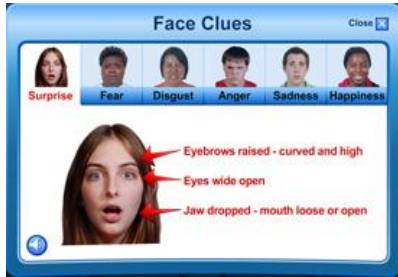 Face Clues
Close
Surprise Fear Disgust Anger Sadness Happiness
Eyebrows raised - curved and high
Eyes wide open
Jaw dropped - mouth loose or open